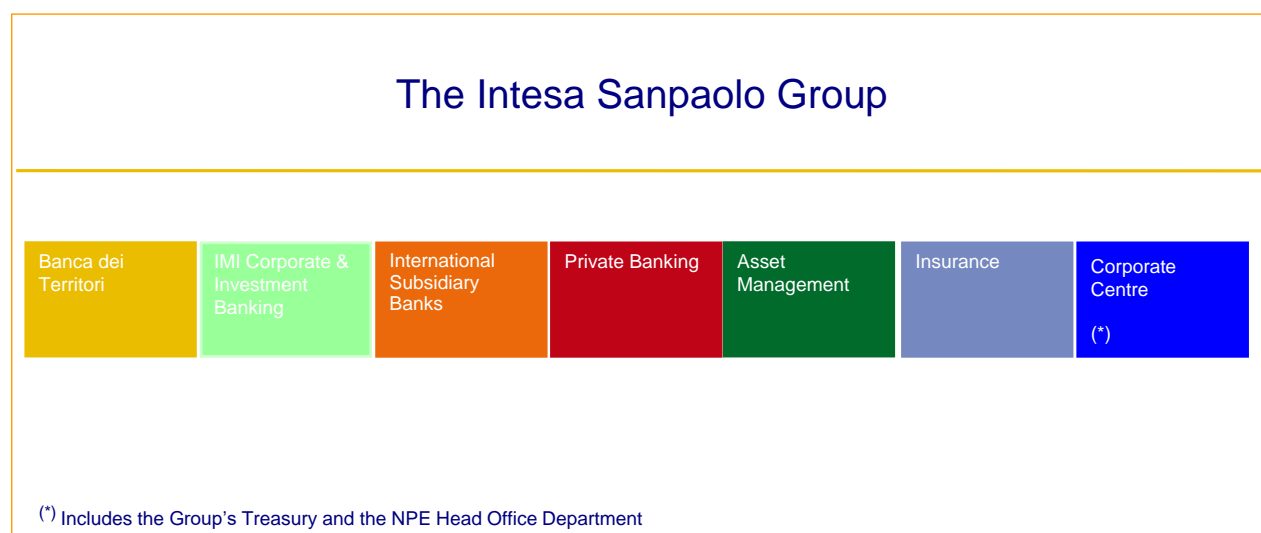 The Intesa Sanpaolo Group
Banca dei
Territori
IMI Corporate &
Investment
Banking
International
Subsidiary
Banks
Private Banking
Asset
Management
Insurance
Corporate
Centre
(*)
(*) Includes the Group’s Treasury and the NPE Head Office Department